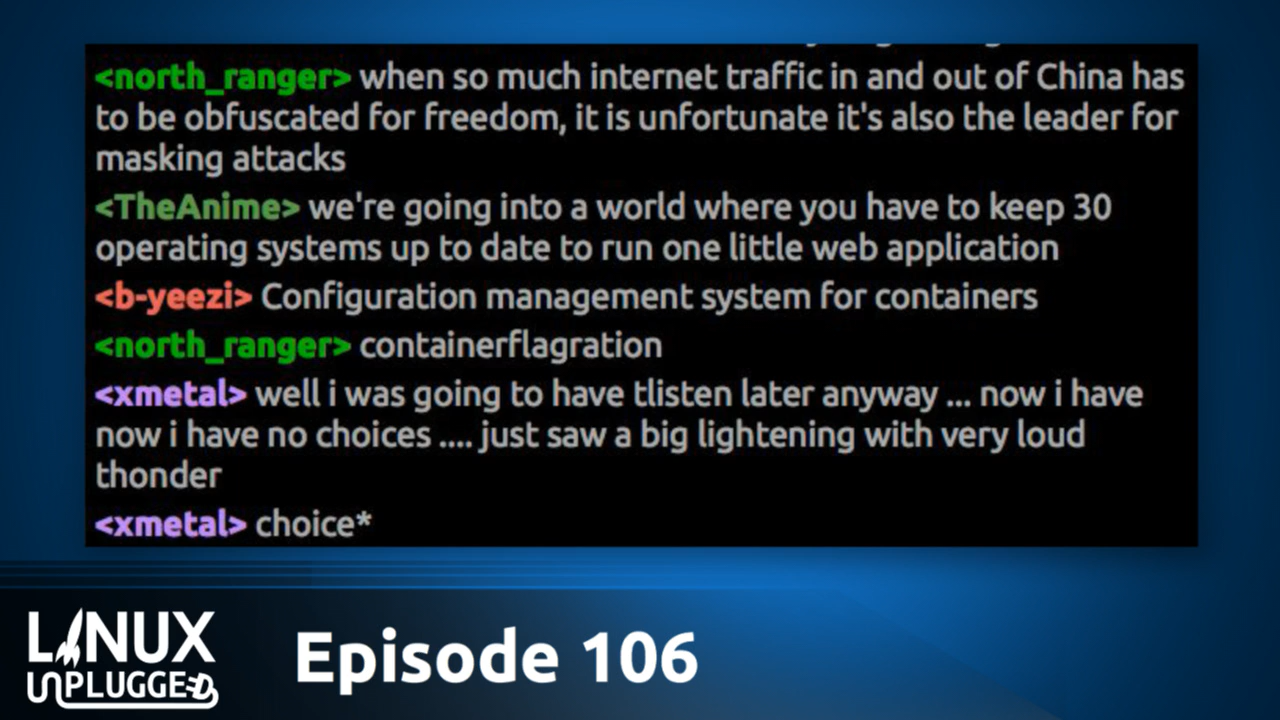 <north_ranger> when so much internet traffic in and out of China has
to be obfuscated for freedom, it is unfortunate it's also the leader for
masking attacks
<TheAnime> we're going into a world where you have to keep 30
operating systems up to date to run one little web application
<b-yeezi> Configuration management system for containers
<north_ranger> containerflagration
<xmetal> well i was going to have tlisten later anyway ... now i have
now i have no choices .... just saw a big lightening with very loud
thonder
<xmetal> choice*
LINUX
UNPLUGGED
Episode 106